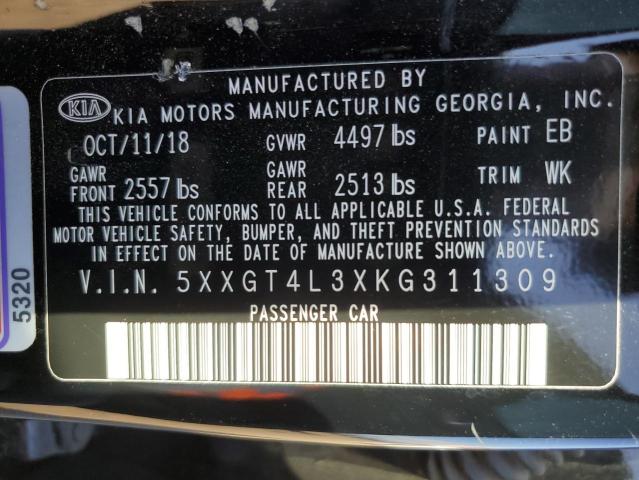 MANUFACTURED BY
KIA KIA MOTORS MANUFACTURING GEORGIA, INC.
OCT/11/18 GVWR 4497 lbs PAINT EB
GAWR FRONT 2557 lbs GAWR REAR 2513 lbs TRIM WK
THIS VEHICLE CONFORMS TO ALL APPLICABLE U.S.A. FEDERAL
MOTOR VEHICLE SAFETY, BUMPER, AND THEFT PREVENTION STANDARDS
IN EFFECT ON THE DATE OF MANUFACTURE SHOWN ABOVE.
V.I.N. 5XXGT4L3XKG311309
PASSENGER CAR
5320